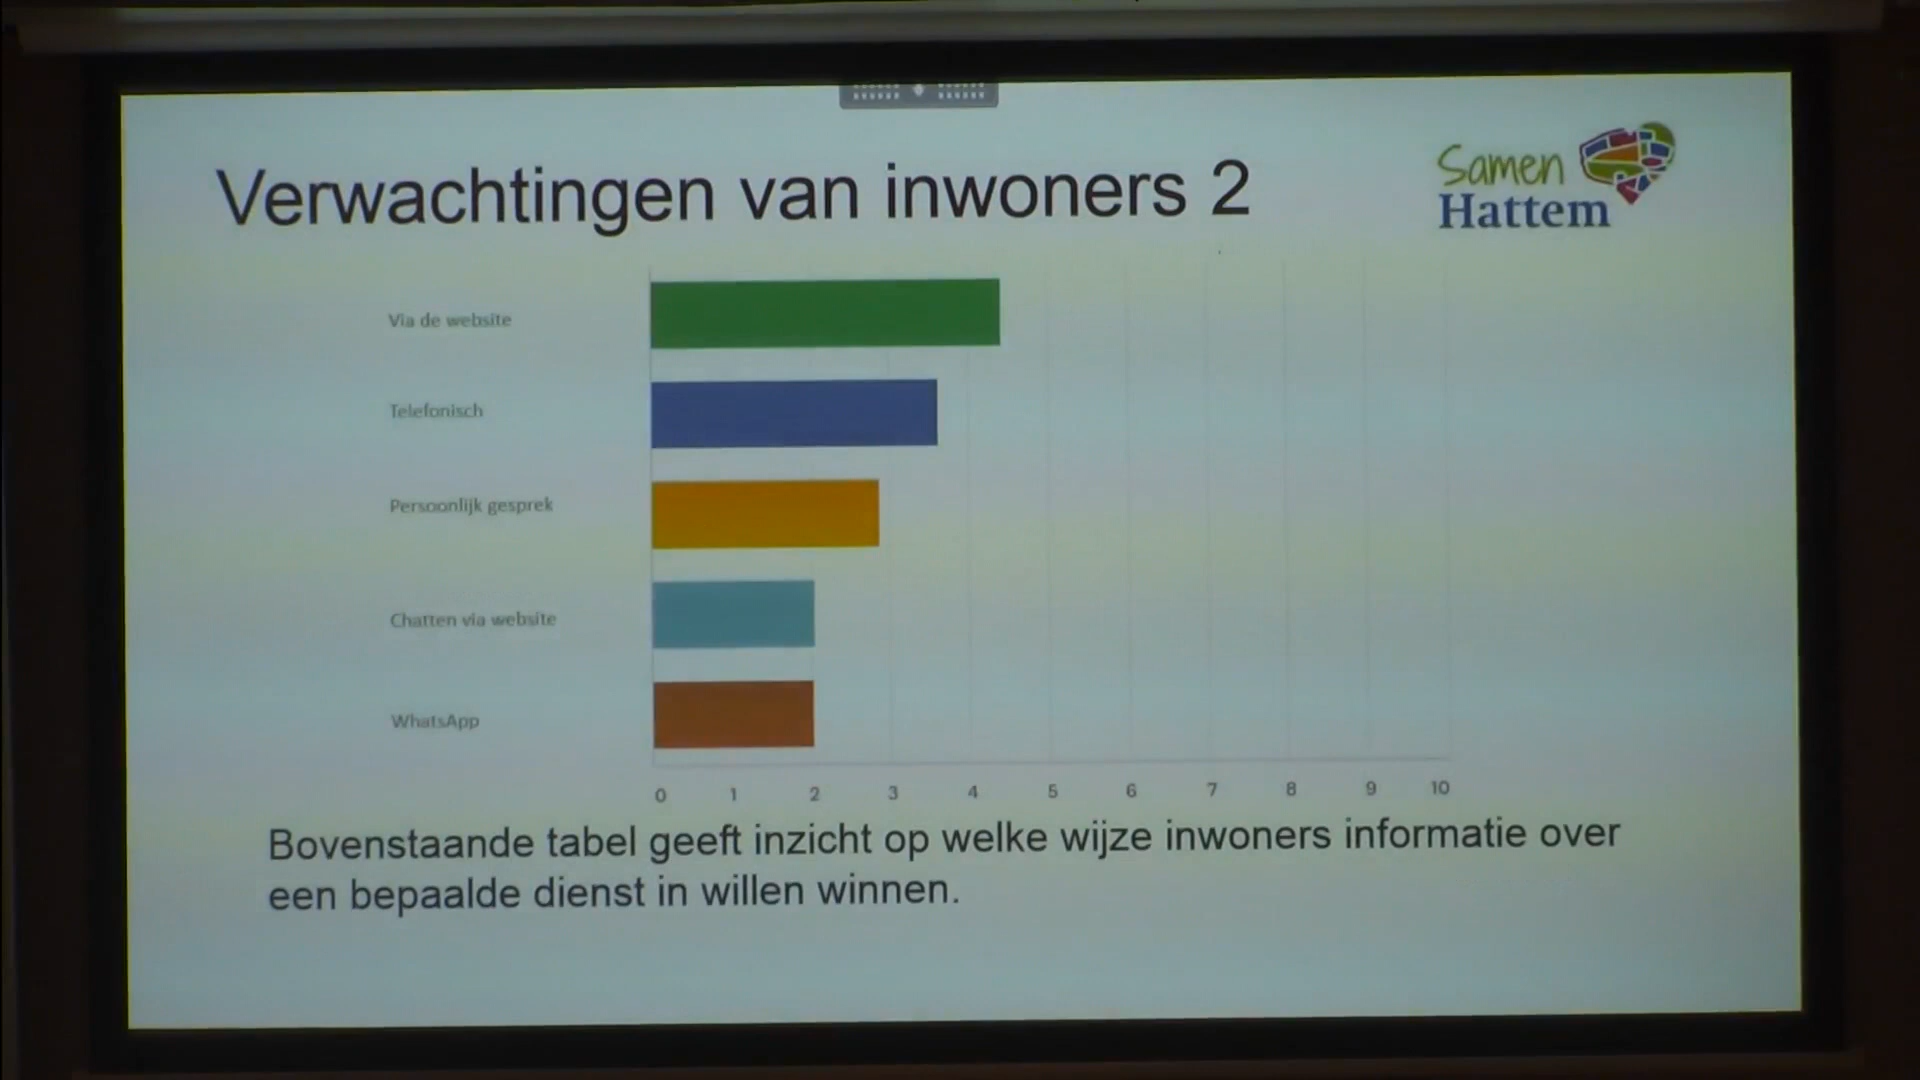 Verwachtingen van inwoners 2
Samen
Hattem
Via de website
Telefonisch
Persoonlijk gesprek
Chatten via website
WhatsApp
0 1 2 3 4 5 6 7 8 9 10
Bovenstaande tabel geeft inzicht op welke wijze inwoners informatie over
een bepaalde dienst in willen winnen.